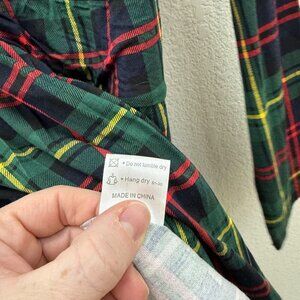 • Do not tumble dry
• Hang dry
MADE IN CHINA